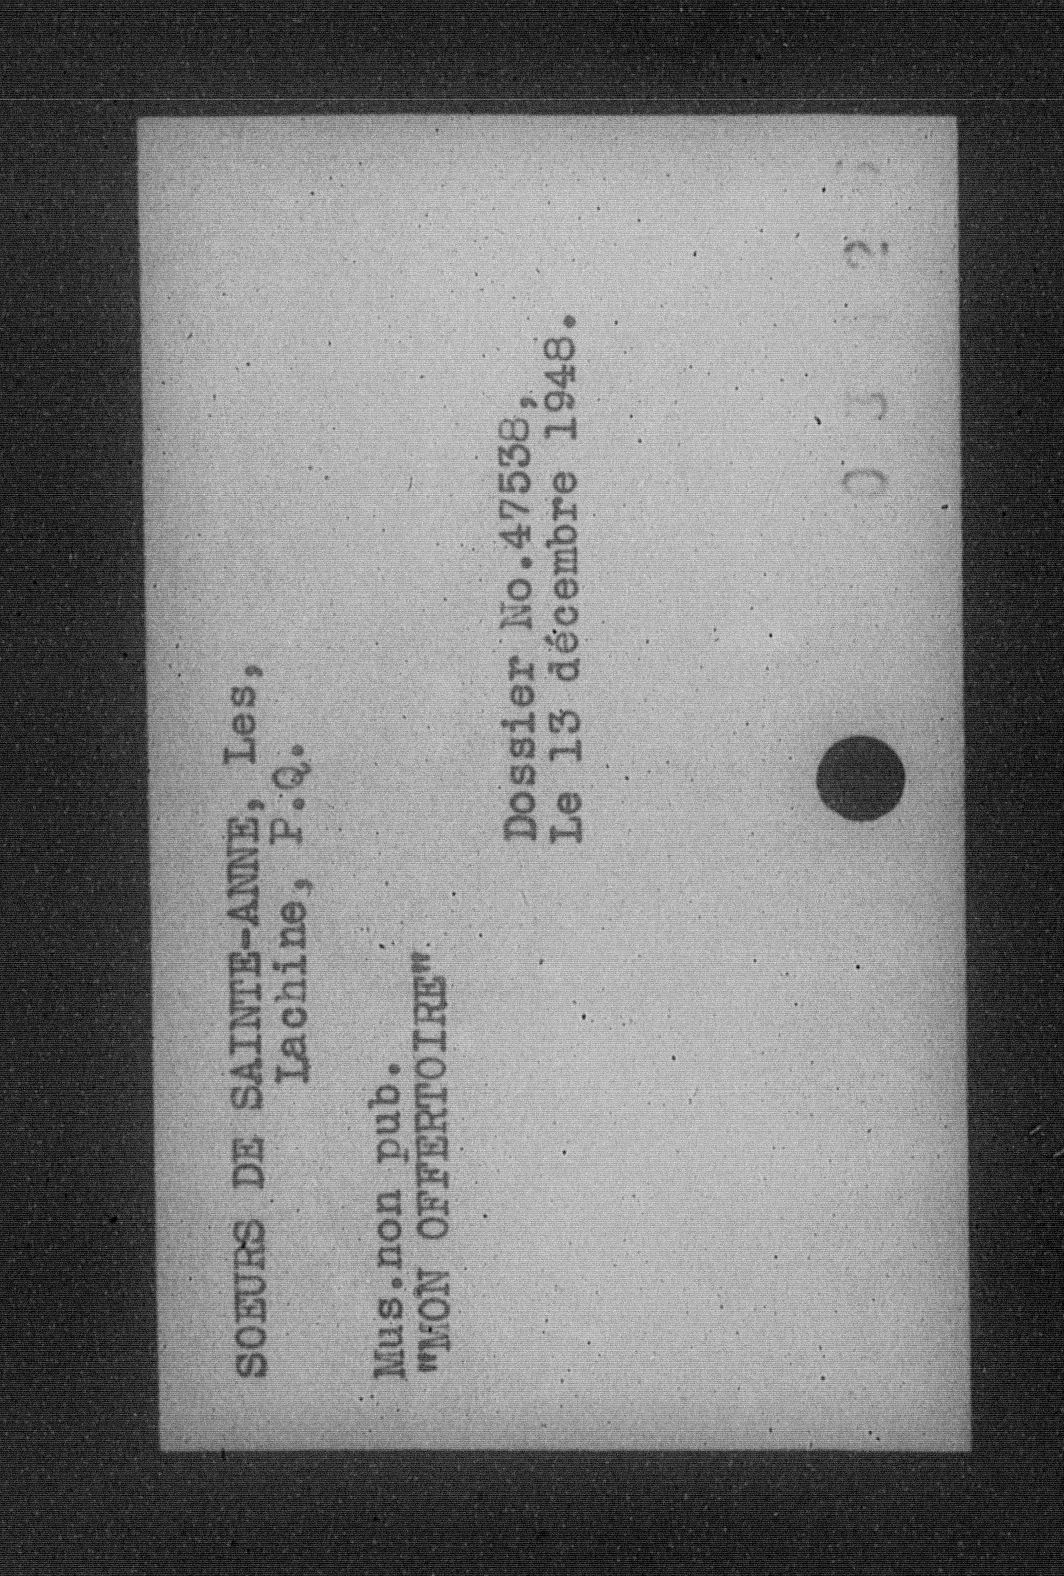 SOEURS DE SAINTE-ANNE, Les,
Lachine, P.Q.
Mus.non pub.
"MON OFFERTOIRE"
Dossier No.47538,
Le 13 décembre 1948.